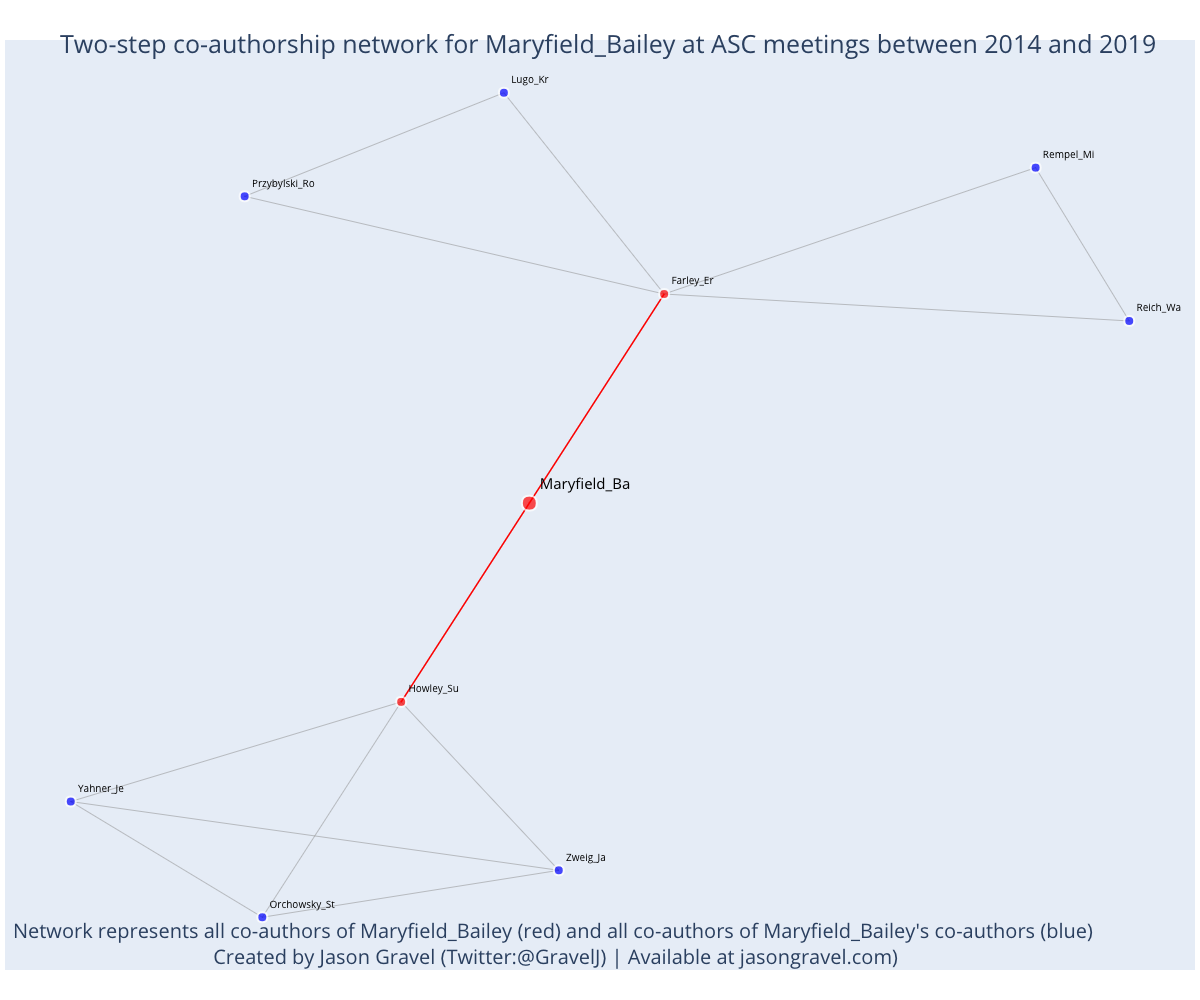 Two-step co-authorship network for Maryfield_Bailey at ASC meetings between 2014 and 2019
Lugo_Kr
Rempel_Mi
Przybylski_Ro
Farley_Er
Reich_Wa
Maryfield_Ba
Howley_Su
Yahner_Je
Zweig_Ja
Orchowsky_St
Network represents all co-authors of Maryfield_Bailey (red) and all co-authors of Maryfield_Bailey's co-authors (blue)
Created by Jason Gravel (Twitter:@GravelJ) | Available at jasongravel.com)